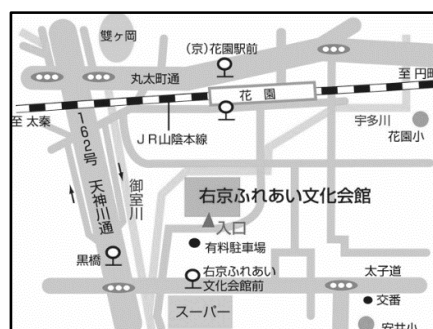 雙ヶ岡
(京)花園駅前
丸太町通
至 円町
花 園
至 太秦
JR山陰本線
宇多川
花園小
162号
天神川通
御室川
右京ふれあい文化会館
入口
有料駐車場
黒橋
右京ふれあい
文化会館前
太子道
交番
スーパー
安井小